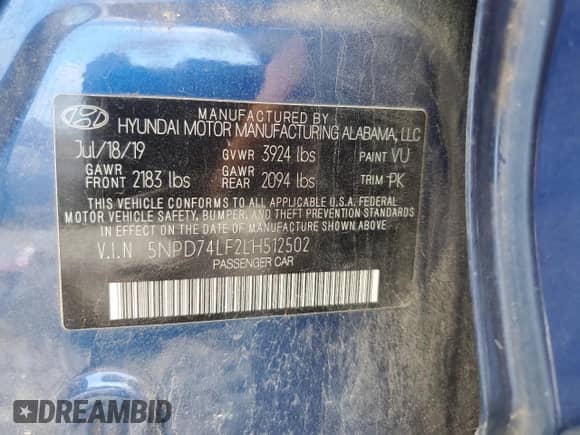 MANUFACTURED BY
HYUNDAI MOTOR MANUFACTURING ALABAMA, LLC
Jul/18/19 GVWR 3924 lbs PAINT VU
GAWR FRONT 2183 lbs GAWR REAR 2094 lbs TRIM PK
THIS VEHICLE CONFORMS TO ALL APPLICABLE U.S.A. FEDERAL
MOTOR VEHICLE SAFETY, BUMPER, AND THEFT PREVENTION STANDARDS
IN EFFECT ON THE DATE OF MANUFACTURE SHOWN ABOVE.
V.I.N 5NPD74LF2LH512502
PASSENGER CAR
DREAMBID